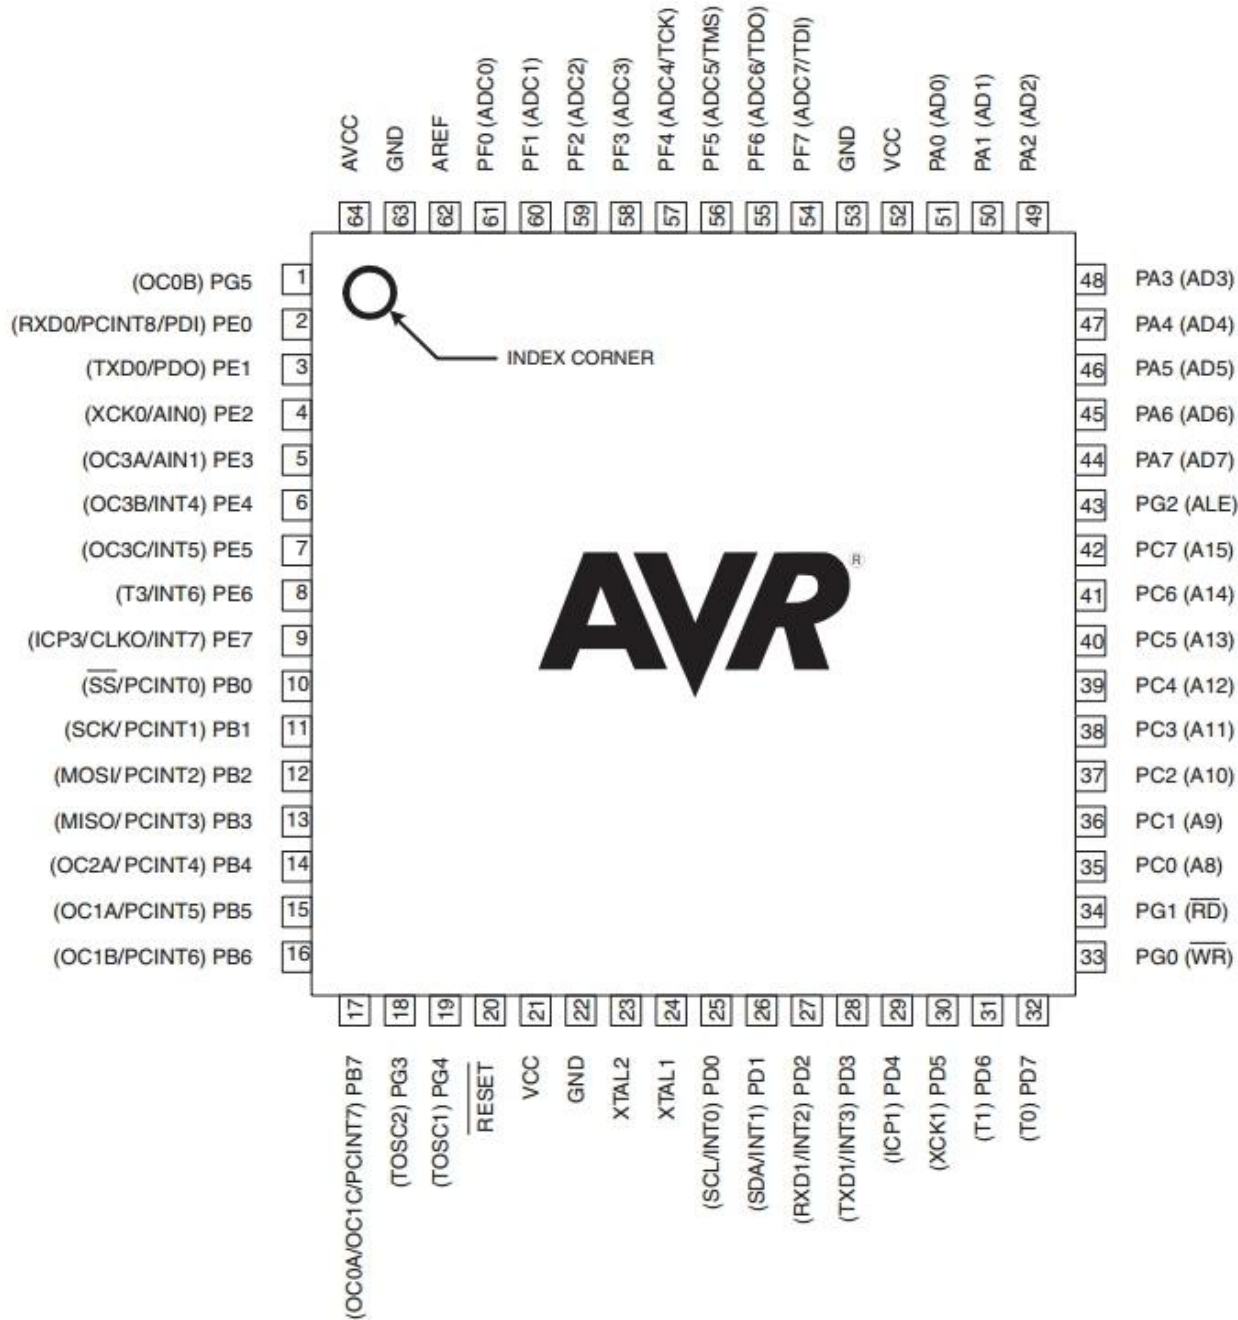 AVCC
GND
AREF
PF0 (ADC0)
PF1 (ADC1)
PF2 (ADC2)
PF3 (ADC3)
PF4 (ADC4/TCK)
PF5 (ADC5/TMS)
PF6 (ADC6/TDO)
PF7 (ADC7/TDI)
GND
VCC
PA0 (AD0)
PA1 (AD1)
PA2 (AD2)
64
63
62
61
60
59
58
57
56
55
54
53
52
51
50
49
(OC0B) PG5 1
(RXD0/PCINT8/PDI) PE0 2
(TXD0/PDO) PE1 3
(XCK0/AIN0) PE2 4
(OC3A/AIN1) PE3 5
(OC3B/INT4) PE4 6
(OC3C/INT5) PE5 7
(T3/INT6) PE6 8
(ICP3/CLKO/INT7) PE7 9
(SS/PCINT0) PB0 10
(SCK/PCINT1) PB1 11
(MOSI/PCINT2) PB2 12
(MISO/PCINT3) PB3 13
(OC2A/PCINT4) PB4 14
(OC1A/PCINT5) PB5 15
(OC1B/PCINT6) PB6 16
INDEX CORNER
AVR®
48 PA3 (AD3)
47 PA4 (AD4)
46 PA5 (AD5)
45 PA6 (AD6)
44 PA7 (AD7)
43 PG2 (ALE)
42 PC7 (A15)
41 PC6 (A14)
40 PC5 (A13)
39 PC4 (A12)
38 PC3 (A11)
37 PC2 (A10)
36 PC1 (A9)
35 PC0 (A8)
34 PG1 (RD)
33 PG0 (WR)
17
18
19
20
21
22
23
24
25
26
27
28
29
30
31
32
(OC0A/OC1C/PCINT7) PB7
(TOSC2) PG3
(TOSC1) PG4
RESET
VCC
GND
XTAL2
XTAL1
(SCL/INT0) PD0
(SDA/INT1) PD1
(RXD1/INT2) PD2
(TXD1/INT3) PD3
(ICP1) PD4
(XCK1) PD5
(T1) PD6
(T0) PD7